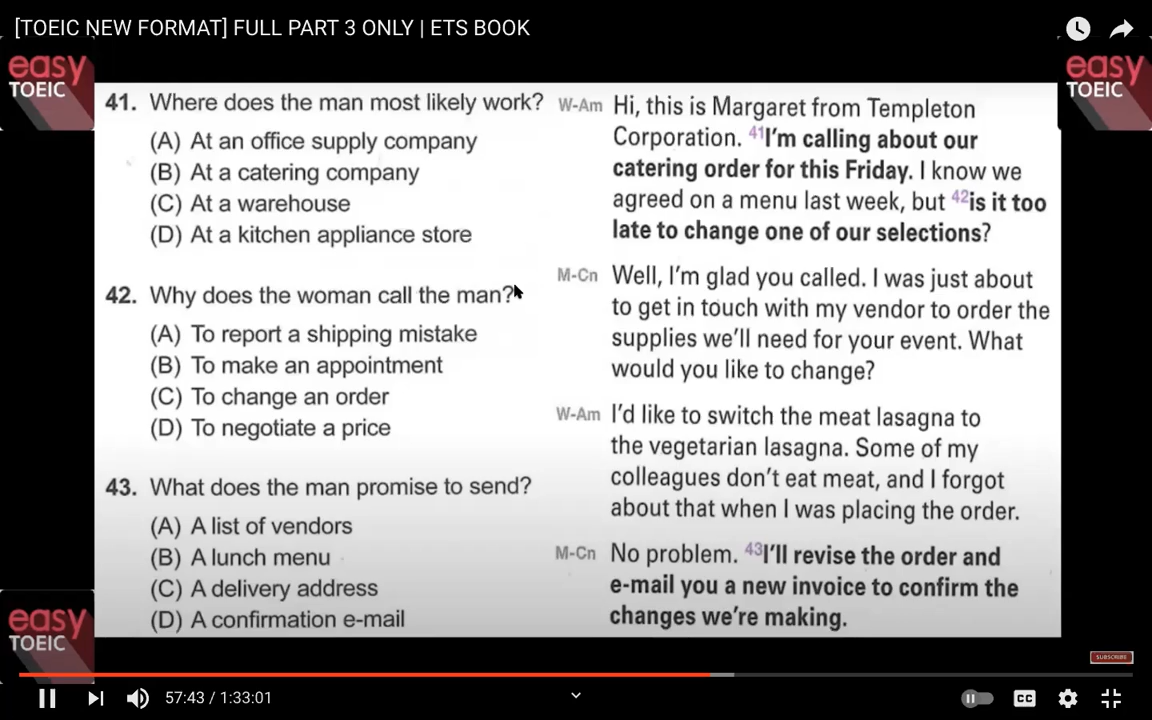 [TOEIC NEW FORMAT] FULL PART 3 ONLY | ETS BOOK
easy
TOEIC
easy
TOEIC
41. Where does the man most likely work?
(A) At an office supply company
(B) At a catering company
(C) At a warehouse
(D) At a kitchen appliance store
42. Why does the woman call the man?
(A) To report a shipping mistake
(B) To make an appointment
(C) To change an order
(D) To negotiate a price
43. What does the man promise to send?
(A) A list of vendors
(B) A lunch menu
(C) A delivery address
(D) A confirmation e-mail
W-Am Hi, this is Margaret from Templeton
Corporation. 41I'm calling about our
catering order for this Friday. I know we
agreed on a menu last week, but 42is it too
late to change one of our selections?
M-Cn Well, I'm glad you called. I was just about
to get in touch with my vendor to order the
supplies we'll need for your event. What
would you like to change?
W-Am I'd like to switch the meat lasagna to
the vegetarian lasagna. Some of my
colleagues don't eat meat, and I forgot
about that when I was placing the order.
M-Cn No problem. 43I'll revise the order and
e-mail you a new invoice to confirm the
changes we're making.
easy
TOEIC
SUBSCRIBE
57:43 / 1:33:01
CC